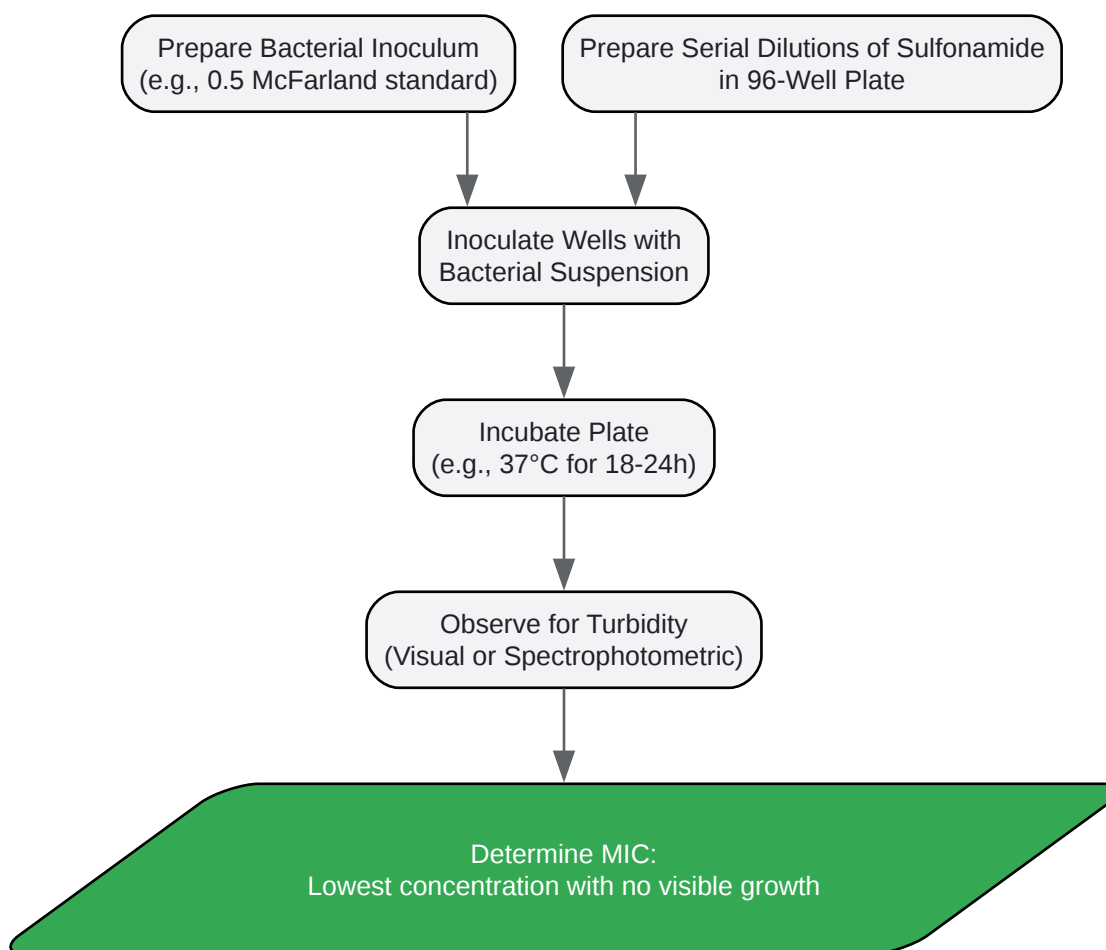 Prepare Bacterial Inoculum
(e.g., 0.5 McFarland standard)
Prepare Serial Dilutions of Sulfonamide
in 96-Well Plate
Inoculate Wells with
Bacterial Suspension
Incubate Plate
(e.g., 37°C for 18-24h)
Observe for Turbidity
(Visual or Spectrophotometric)
Determine MIC:
Lowest concentration with no visible growth